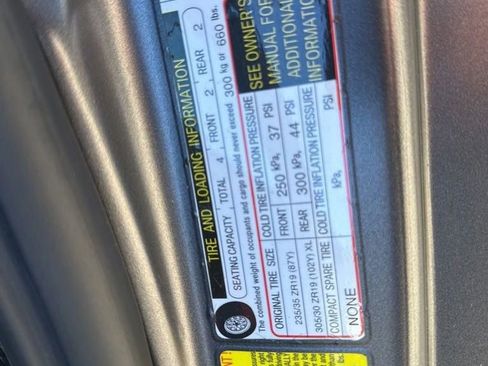 TIRE AND LOADING INFORMATION
SEATING CAPACITY TOTAL 4 FRONT 2 REAR 2
The combined weight of occupants and cargo should never exceed 300 kg or 660 lbs.
ORIGINAL TIRE SIZE COLD TIRE INFLATION PRESSURE
235/35 ZR19 (87Y) FRONT 250 kPa, 37 PSI
305/30 ZR19 (102Y) XL REAR 300 kPa, 44 PSI
COMPACT SPARE TIRE COLD TIRE INFLATION PRESSURE
NONE kPa, PSI
SEE OWNER'S
MANUAL FOR
ADDITIONAL
INFORMATION